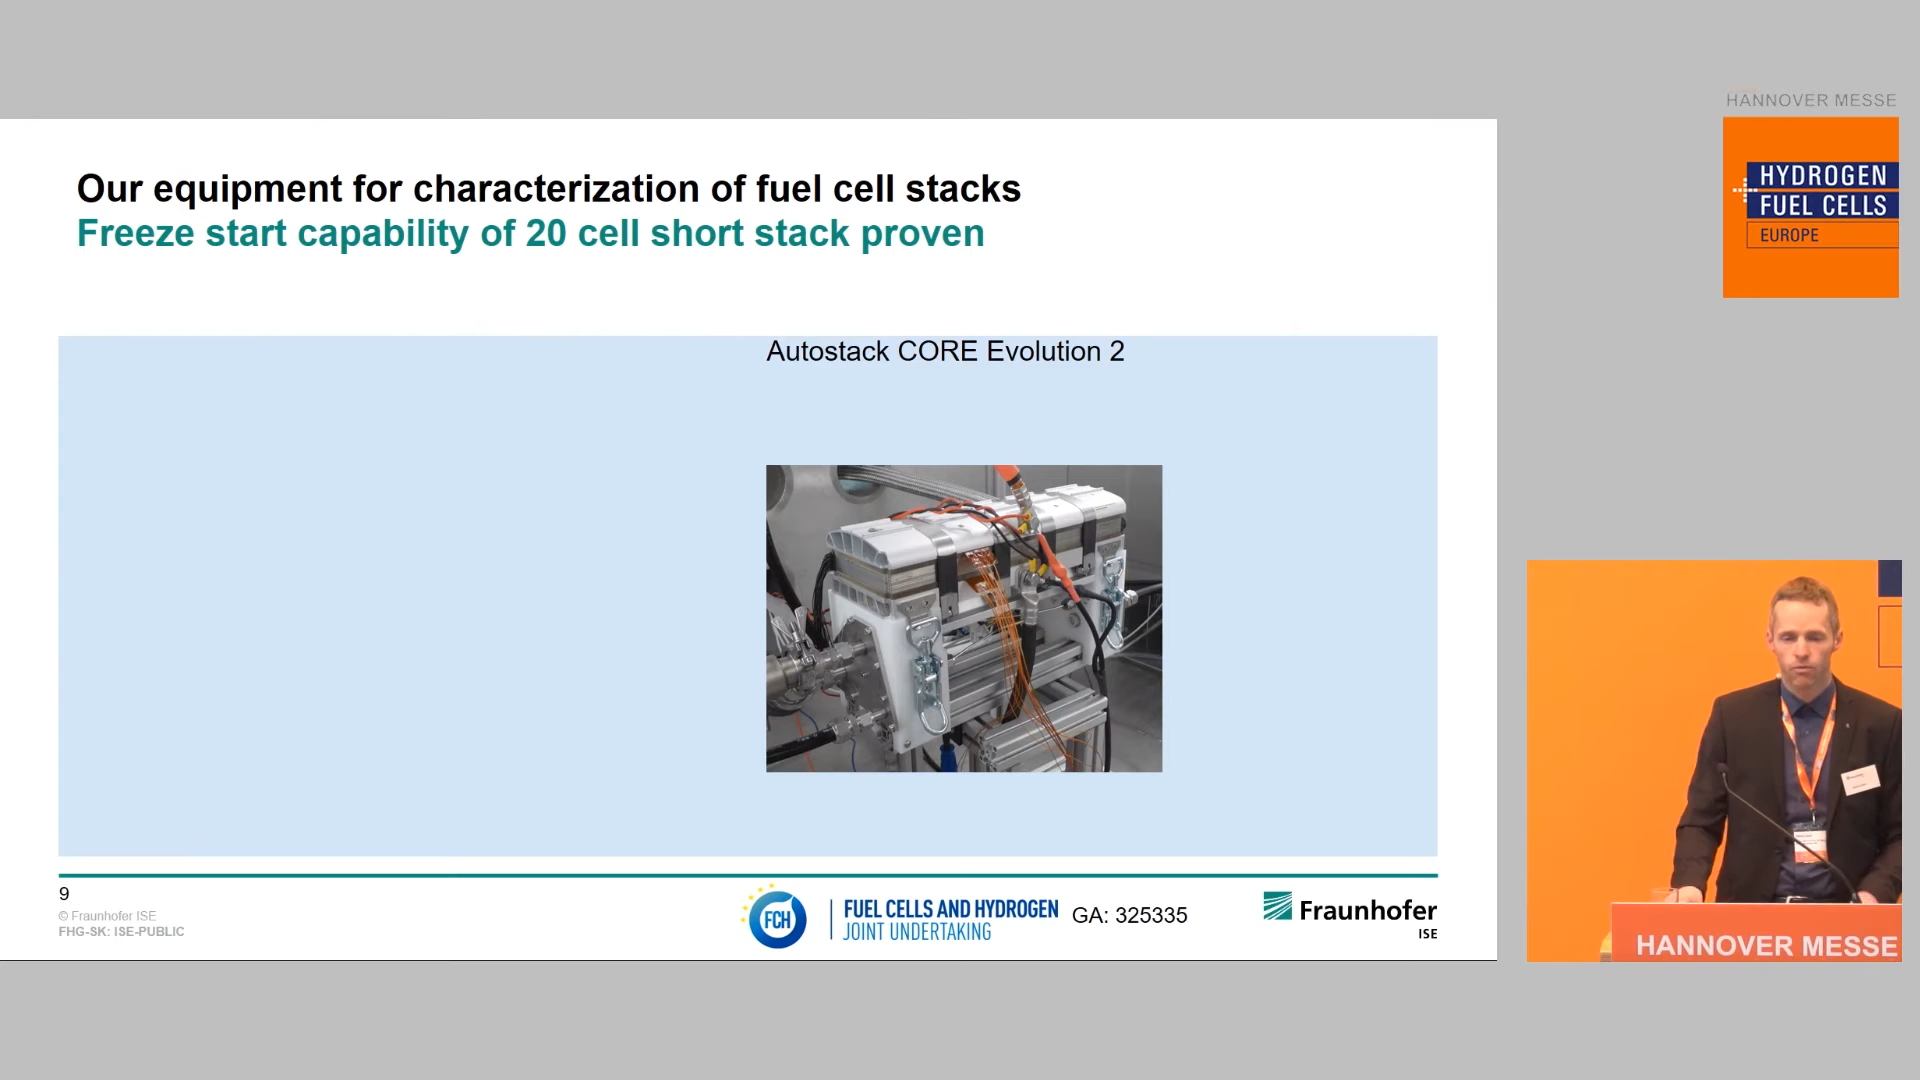 HANNOVER MESSE
HYDROGEN
FUEL CELLS
EUROPE
Our equipment for characterization of fuel cell stacks
Freeze start capability of 20 cell short stack proven
Autostack CORE Evolution 2
9
© Fraunhofer ISE
FHG-SK: ISE-PUBLIC
FCH
FUEL CELLS AND HYDROGEN
JOINT UNDERTAKING
GA: 325335
Fraunhofer
ISE
HANNOVER MESSE